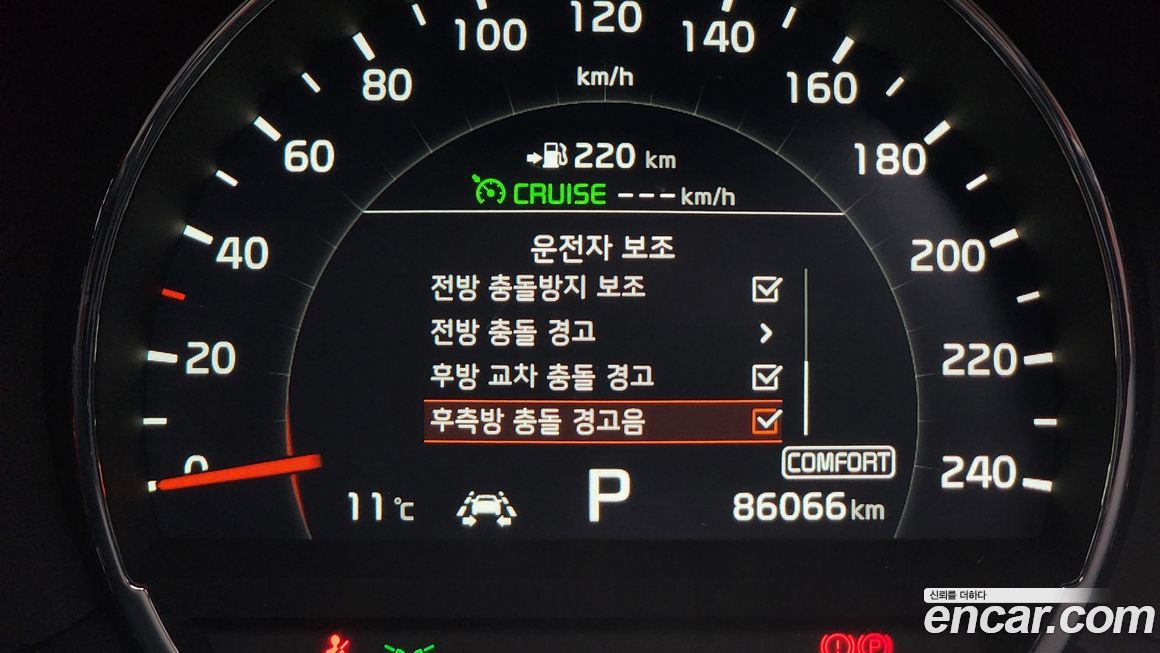 100 120 140
80 km/h 160
60 220 km 180
CRUISE ---km/h
40 운전자 보조 200
전방 충돌방지 보조
전방 충돌 경고
20 후방 교차 충돌 경고 220
후측방 충돌 경고음
0 COMFORT 240
11℃ P 86066km
신뢰를 더하다
encar.com
(!) (P)